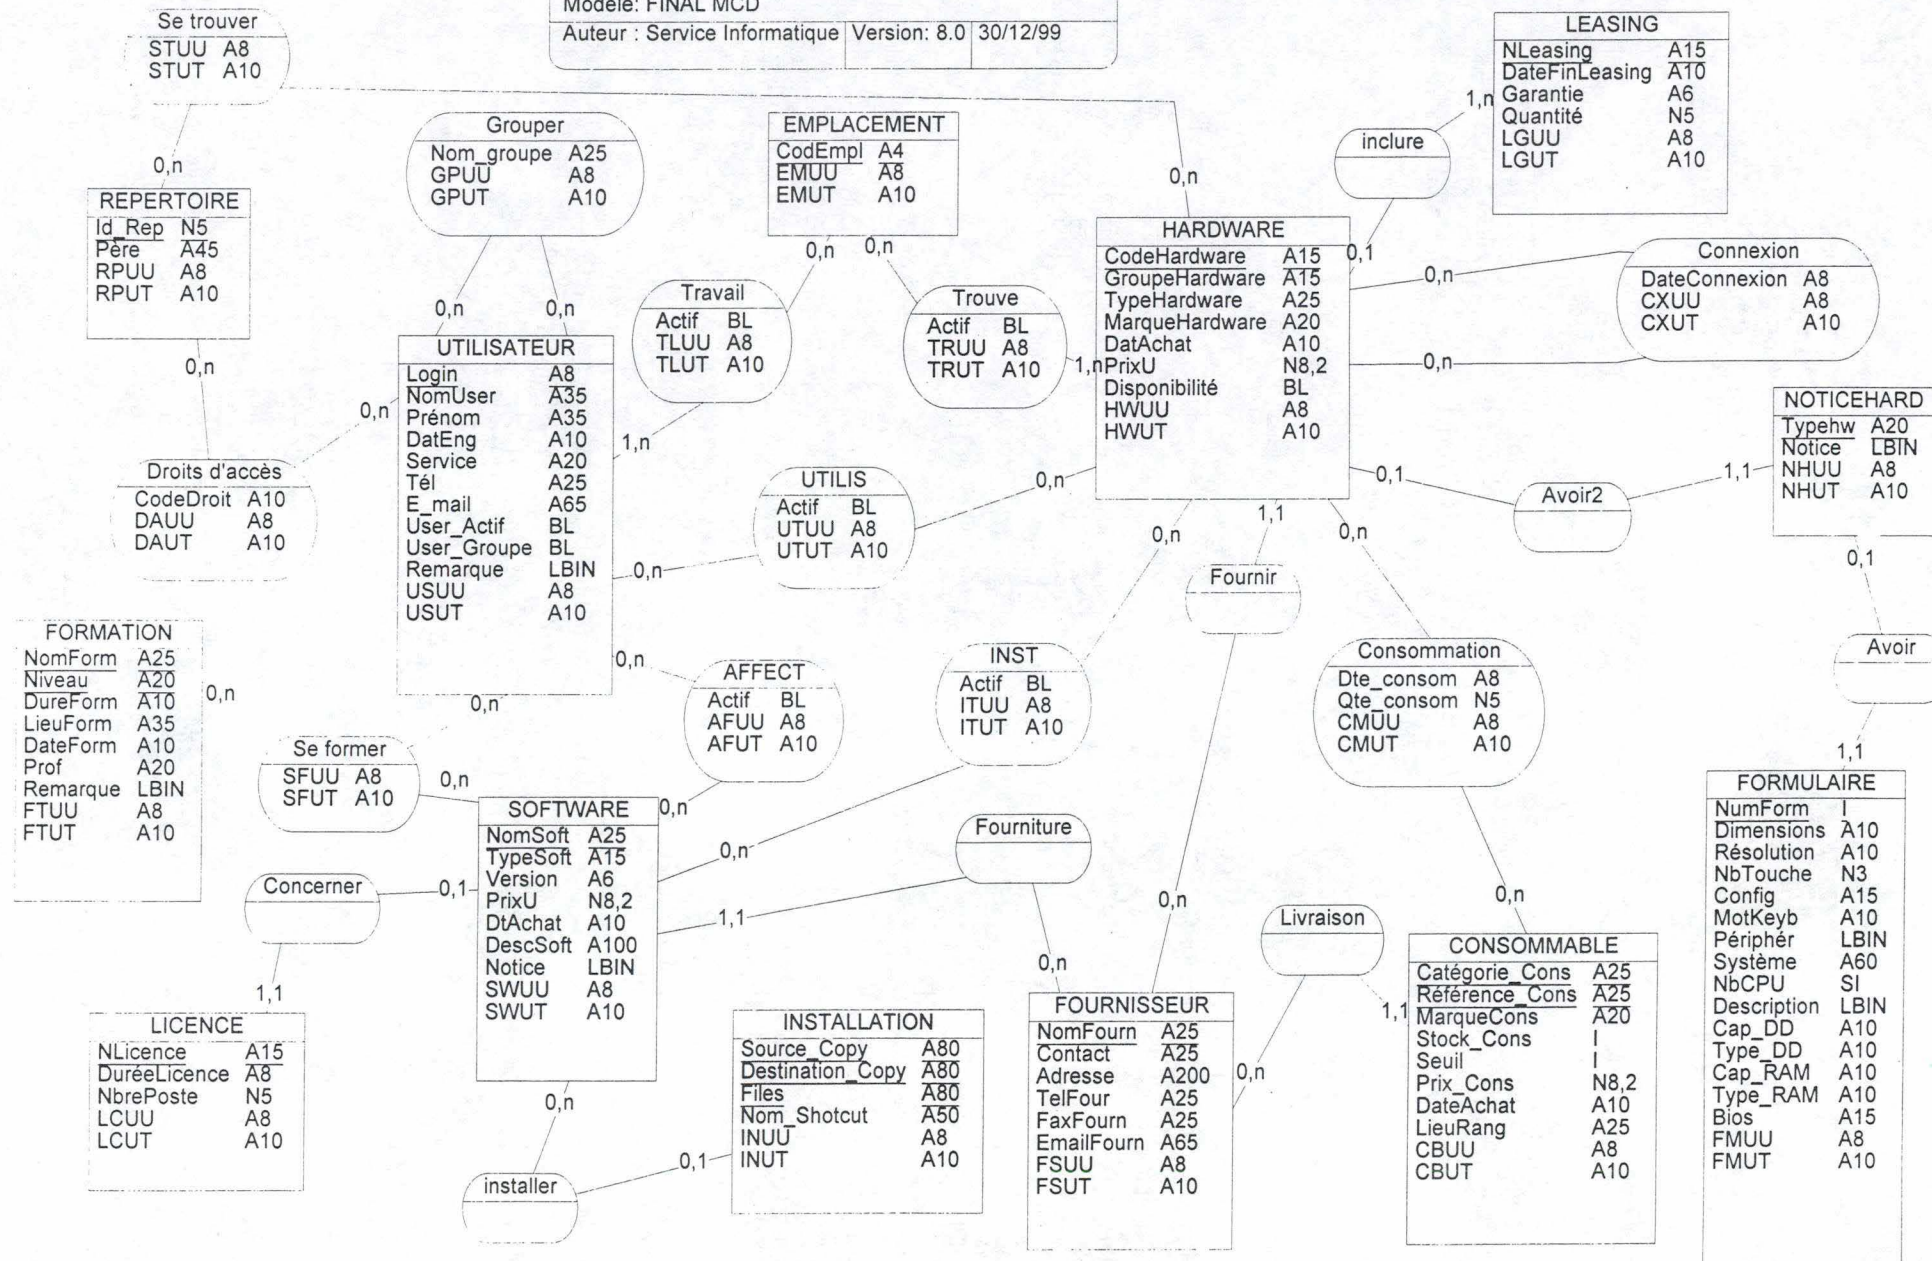 Modèle: FINAL MCD
Auteur : Service Informatique Version: 8.0 30/12/99
Se trouver
STUU A8
STUT A10
0,n
0,n
REPERTOIRE
Id_Rep N5
Père A45
RPUU A8
RPUT A10
0,n
Grouper
Nom_groupe A25
GPUU A8
GPUT A10
0,n
0,n
EMPLACEMENT
CodEmpl A4
EMUU A8
EMUT A10
0,n
0,n
LEASING
NLeasing A15
DateFinLeasing A10
Garantie A6
Quantité N5
LGUU A8
LGUT A10
1,n
inclure
0,1
Travail
Actif BL
TLUU A8
TLUT A10
1,n
Trouve
Actif BL
TRUU A8
TRUT A10
1,n
HARDWARE
CodeHardware A15
GroupeHardware A15
TypeHardware A25
MarqueHardware A20
DatAchat A10
PrixU N8,2
Disponibilité BL
HWUU A8
HWUT A10
Connexion
DateConnexion A8
CXUU A8
CXUT A10
0,n
0,n
UTILISATEUR
Login A8
NomUser A35
Prénom A35
DatEng A10
Service A20
Tél A25
E_mail A65
User_Actif BL
User_Groupe BL
Remarque LBIN
USUU A8
USUT A10
0,n
Droits d'accès
CodeDroit A10
DAUU A8
DAUT A10
UTILIS
Actif BL
UTUU A8
UTUT A10
0,n
0,n
NOTICEHARD
Typehw A20
Notice LBIN
NHUU A8
NHUT A10
0,1
1,1
Avoir2
0,1
Avoir
1,1
0,n
1,1
0,n
Fournir
FORMATION
NomForm A25
Niveau A20
DureForm A10
LieuForm A35
DateForm A10
Prof A20
Remarque LBIN
FTUU A8
FTUT A10
0,n
0,n
0,n
AFFECT
Actif BL
AFUU A8
AFUT A10
0,n
INST
Actif BL
ITUU A8
ITUT A10
0,n
Consommation
Dte_consom A8
Qte_consom N5
CMUU A8
CMUT A10
0,n
Se former
SFUU A8
SFUT A10
0,n
SOFTWARE
NomSoft A25
TypeSoft A15
Version A6
PrixU N8,2
DtAchat A10
DescSoft A100
Notice LBIN
SWUU A8
SWUT A10
Fourniture
1,1
0,n
0,n
Concerner
0,1
1,1
LICENCE
NLicence A15
DuréeLicence A8
NbrePoste N5
LCUU A8
LCUT A10
0,n
installer
0,1
INSTALLATION
Source_Copy A80
Destination_Copy A80
Files A80
Nom_Shotcut A50
INUU A8
INUT A10
FOURNISSEUR
NomFourn A25
Contact A25
Adresse A200
TelFour A25
FaxFourn A25
EmailFourn A65
FSUU A8
FSUT A10
Livraison
0,n
1,1
CONSOMMABLE
Catégorie_Cons A25
Référence_Cons A25
MarqueCons A20
Stock_Cons I
Seuil I
Prix_Cons N8,2
DateAchat A10
LieuRang A25
CBUU A8
CBUT A10
FORMULAIRE
NumForm I
Dimensions A10
Résolution A10
NbTouche N3
Config A15
MotKeyb A10
Périphér LBIN
Système A60
NbCPU SI
Description LBIN
Cap_DD A10
Type_DD A10
Cap_RAM A10
Type_RAM A10
Bios A15
FMUU A8
FMUT A10